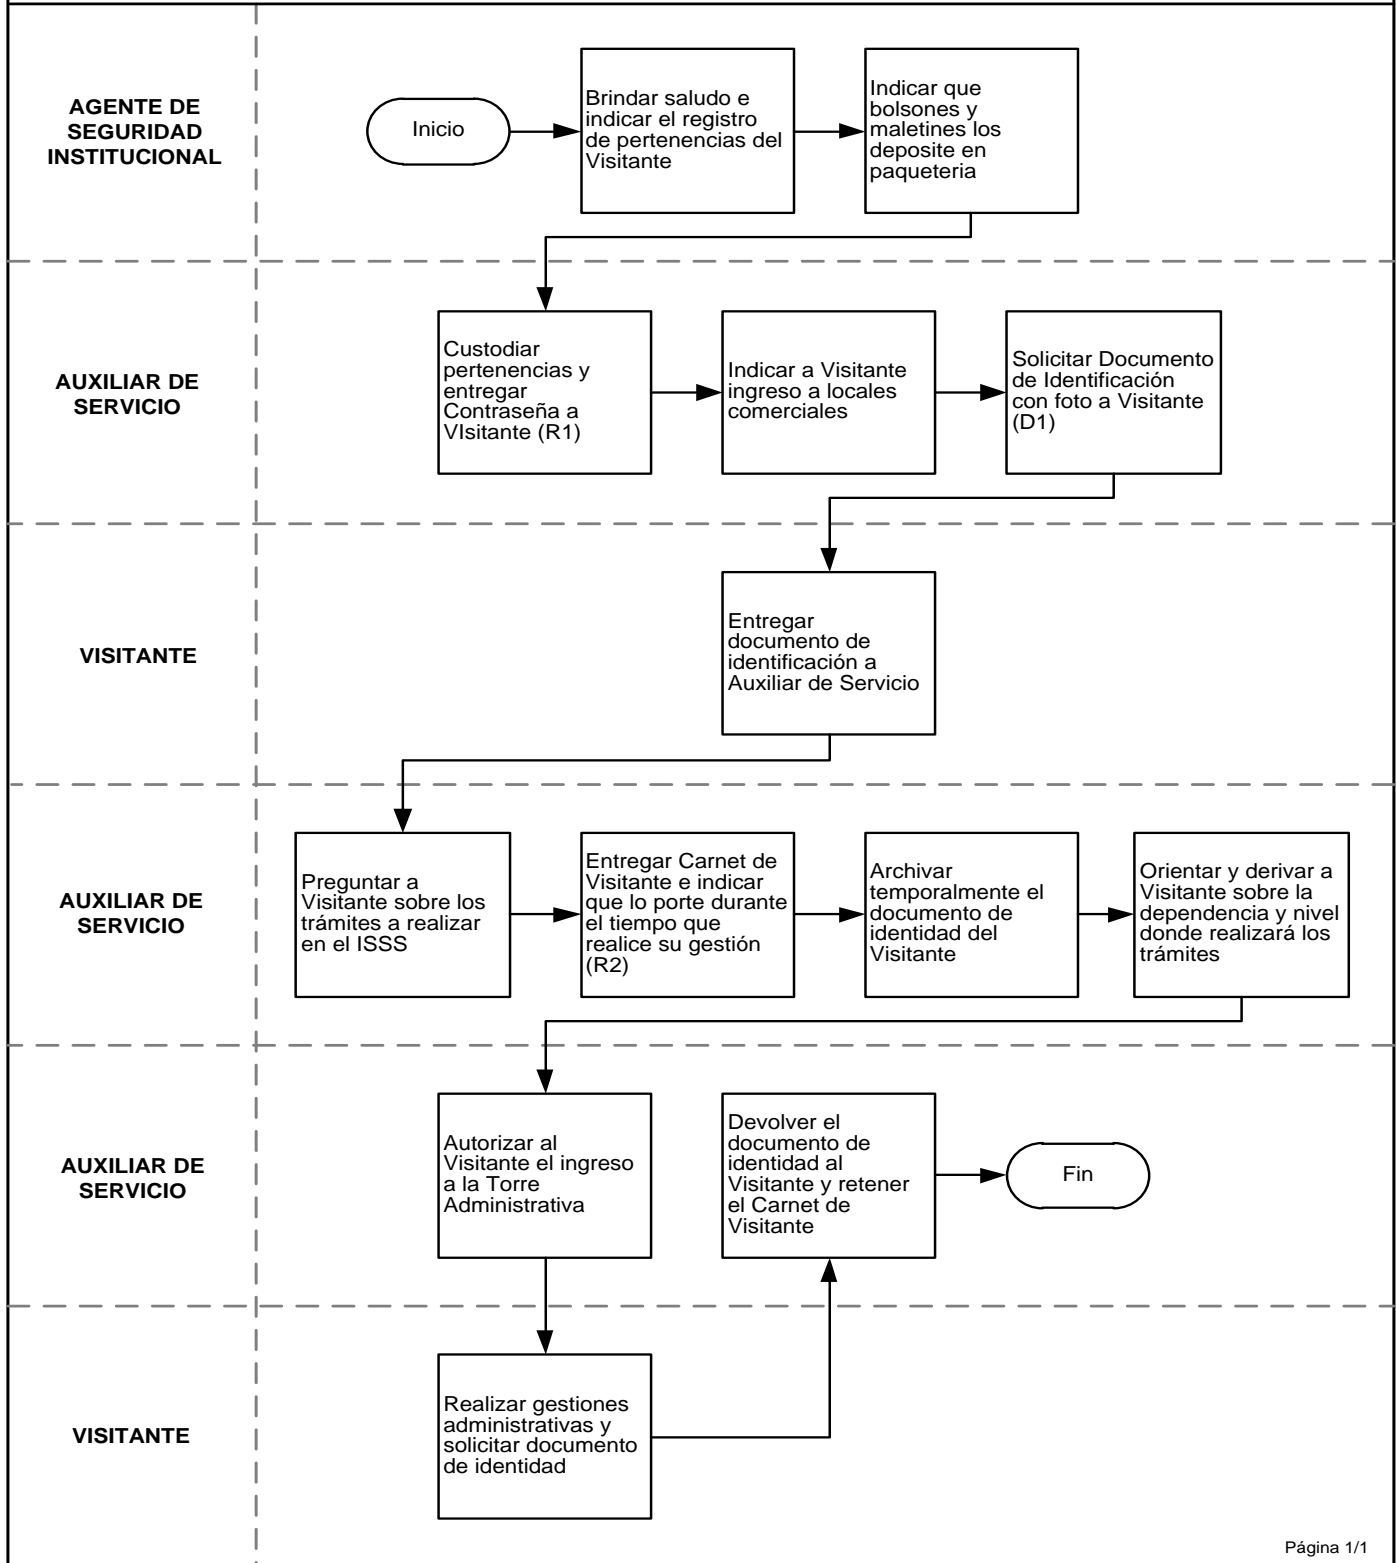 AGENTE DE
SEGURIDAD
INSTITUCIONAL
Inicio
Brindar saludo e
indicar el registro
de pertenencias del
Visitante
Indicar que
bolsones y
maletines los
deposite en
paqueteria
AUXILIAR DE
SERVICIO
Custodiar
pertenencias y
entregar
Contraseña a
VIsitante (R1)
Indicar a Visitante
ingreso a locales
comerciales
Solicitar Documento
de Identificación
con foto a Visitante
(D1)
VISITANTE
Entregar
documento de
identificación a
Auxiliar de Servicio
AUXILIAR DE
SERVICIO
Preguntar a
Visitante sobre los
trámites a realizar
en el ISSS
Entregar Carnet de
Visitante e indicar
que lo porte durante
el tiempo que
realice su gestión
(R2)
Archivar
temporalmente el
documento de
identidad del
Visitante
Orientar y derivar a
Visitante sobre la
dependencia y nivel
donde realizará los
trámites
AUXILIAR DE
SERVICIO
Autorizar al
Visitante el ingreso
a la Torre
Administrativa
Devolver el
documento de
identidad al
Visitante y retener
el Carnet de
Visitante
Fin
VISITANTE
Realizar gestiones
administrativas y
solicitar documento
de identidad
Página 1/1